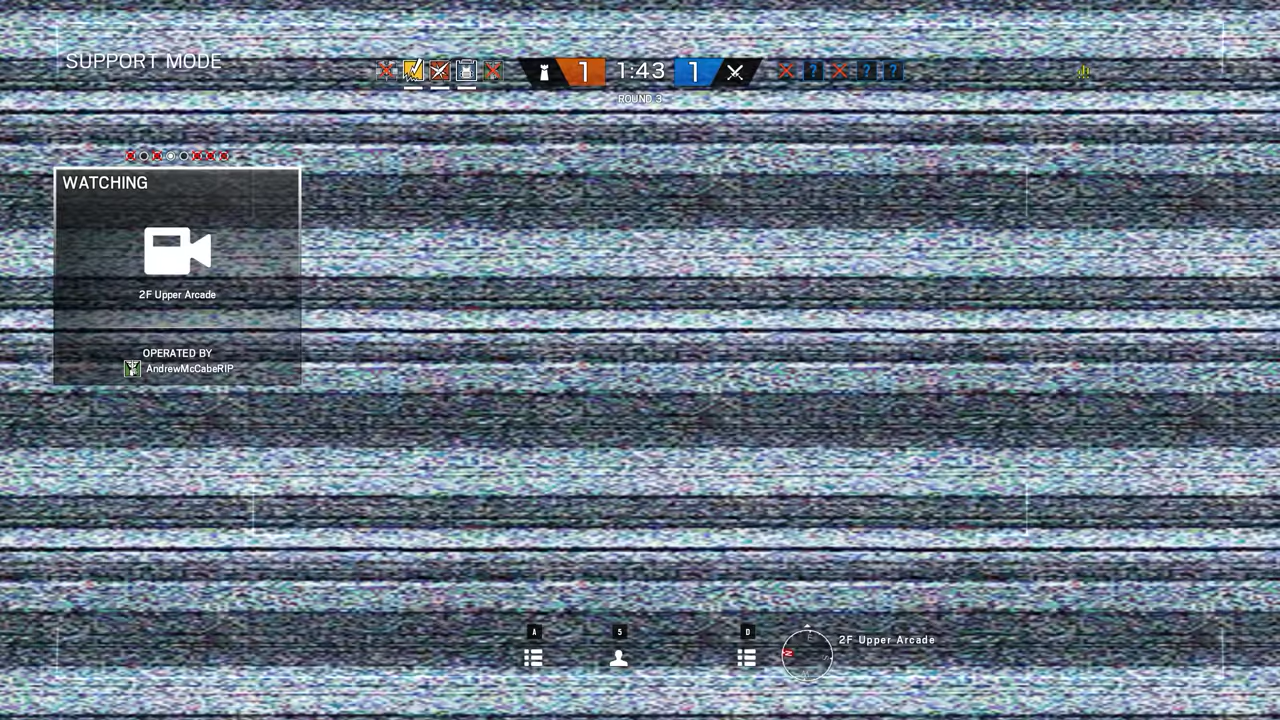 SUPPORT MODE
1 1:43 1
? ? ?
ROUND 3
WATCHING
2F Upper Arcade
OPERATED BY
AndrewMcCabeRIP
A 5 D
2F Upper Arcade
E
N